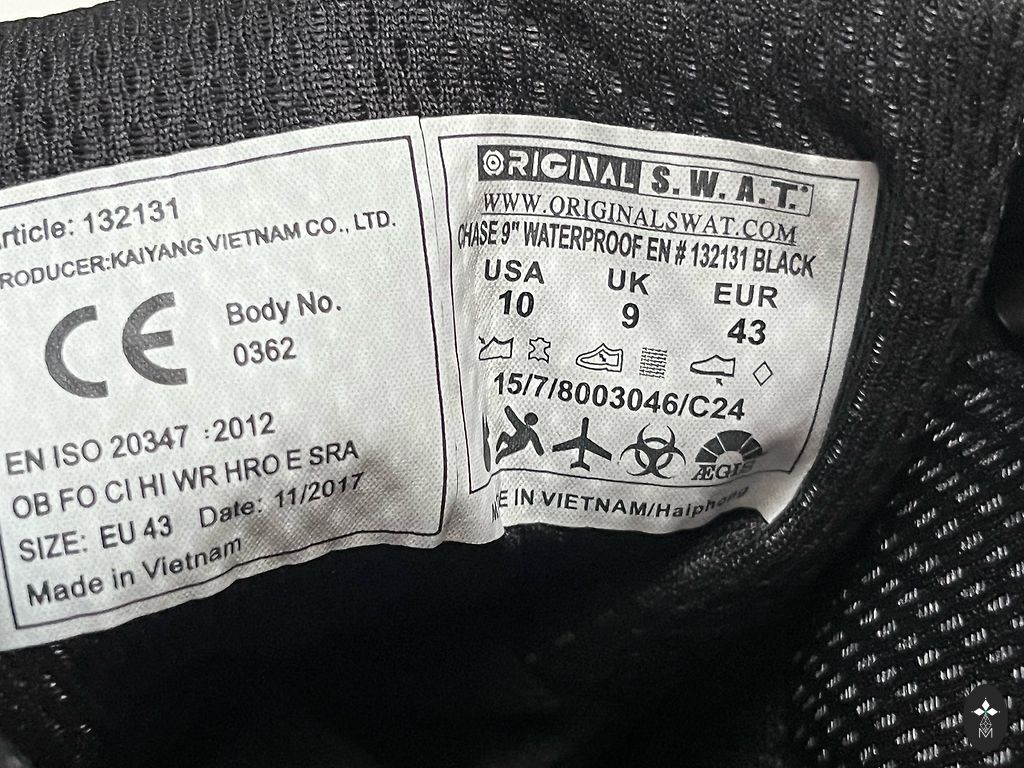 rticle: 132131
RODUCER:KAIYANG VIETNAM CO., LTD.
CE
Body No.
0362
EN ISO 20347 :2012
OB FO CI HI WR HRO E SRA
SIZE: EU 43 Date: 11/2017
Made in Vietnam
ORIGINAL S.W.A.T.
WWW.ORIGINALSWAT.COM
CHASE 9" WATERPROOF EN # 132131 BLACK
USA UK EUR
10 9 43
15/7/8003046/C24
ÆGIS
E IN VIETNAM/Haiphong
M